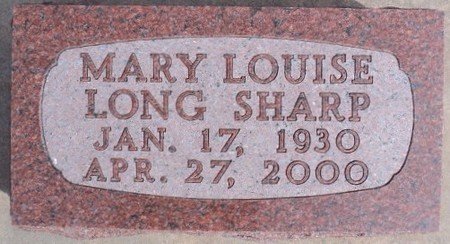 MARY LOUISE
LONG SHARP
JAN. 17, 1930
APR. 27, 2000